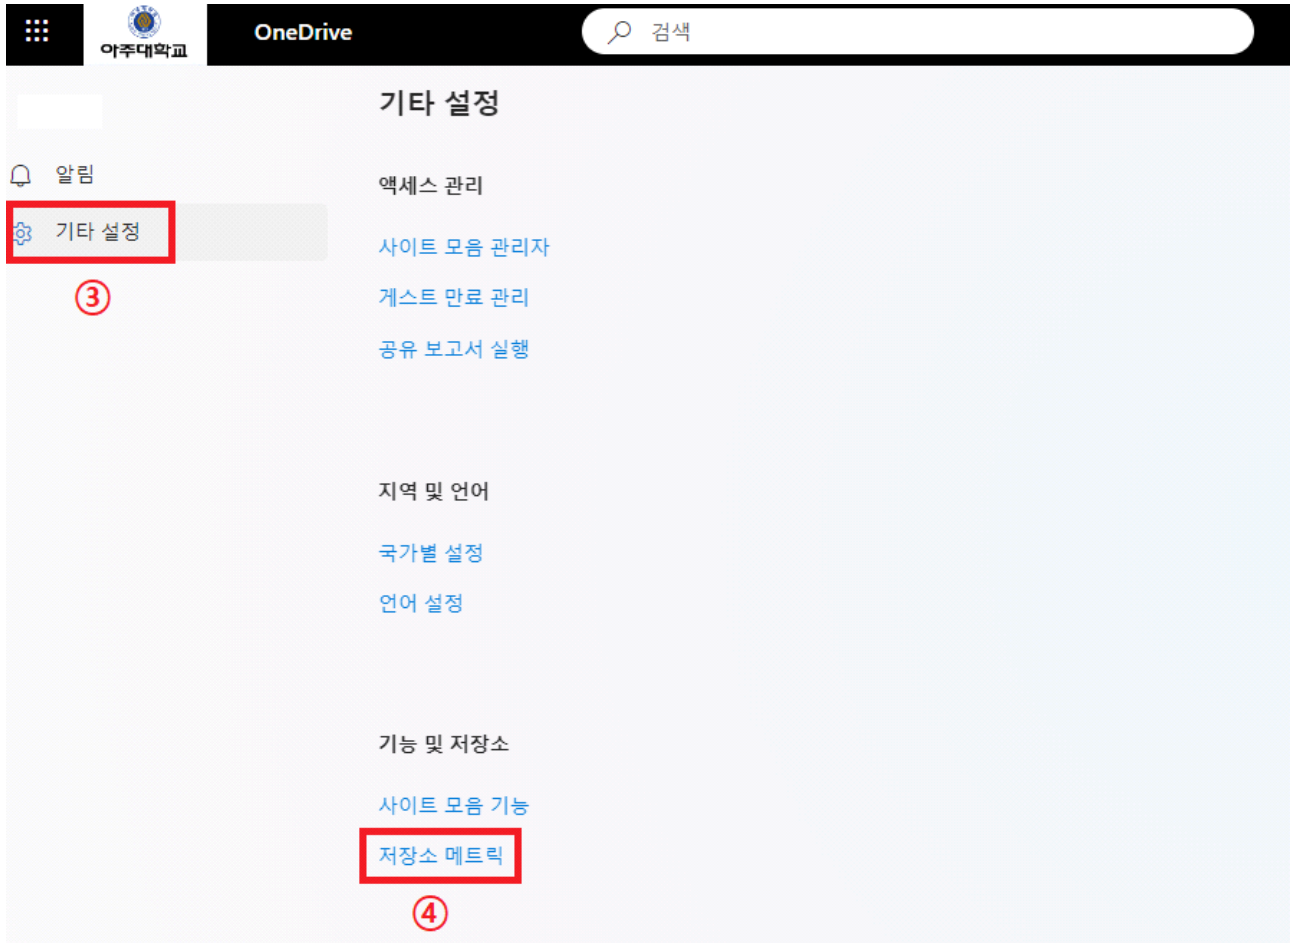 아주대학교
OneDrive
검색
알림
기타 설정
③
기타 설정
액세스 관리
사이트 모음 관리자
게스트 만료 관리
공유 보고서 실행
지역 및 언어
국가별 설정
언어 설정
기능 및 저장소
사이트 모음 기능
저장소 메트릭
④